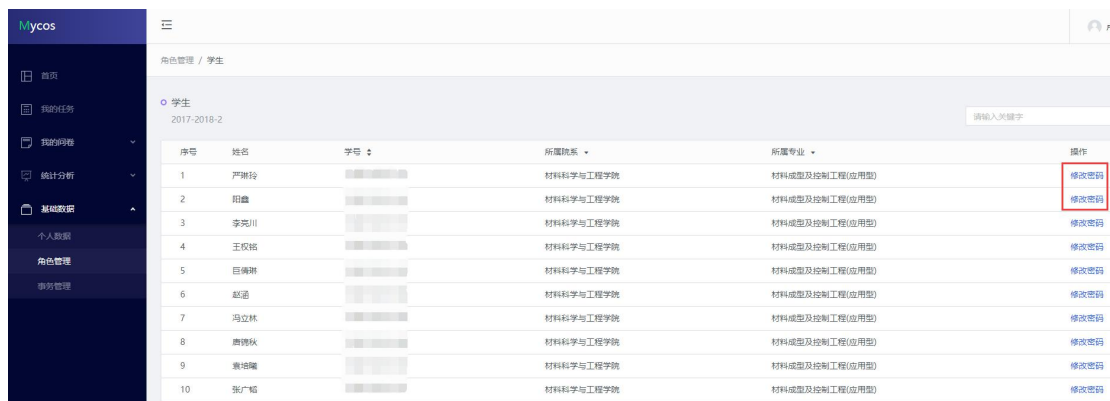 Mycos
首页
我的任务
我的问卷
统计分析
基础数据
个人数据
角色管理
事务管理
角色管理 / 学生
学生
2017-2018-2
请输入关键字
序号 姓名 学号 所属院系 所属专业 操作
1 严琳玲 材料科学与工程学院 材料成型及控制工程(应用型) 修改密码
2 阳鑫 材料科学与工程学院 材料成型及控制工程(应用型) 修改密码
3 李亮川 材料科学与工程学院 材料成型及控制工程(应用型) 修改密码
4 王权铭 材料科学与工程学院 材料成型及控制工程(应用型) 修改密码
5 巨倩琳 材料科学与工程学院 材料成型及控制工程(应用型) 修改密码
6 赵涵 材料科学与工程学院 材料成型及控制工程(应用型) 修改密码
7 冯立林 材料科学与工程学院 材料成型及控制工程(应用型) 修改密码
8 唐锦秋 材料科学与工程学院 材料成型及控制工程(应用型) 修改密码
9 袁培曦 材料科学与工程学院 材料成型及控制工程(应用型) 修改密码
10 张广韬 材料科学与工程学院 材料成型及控制工程(应用型) 修改密码